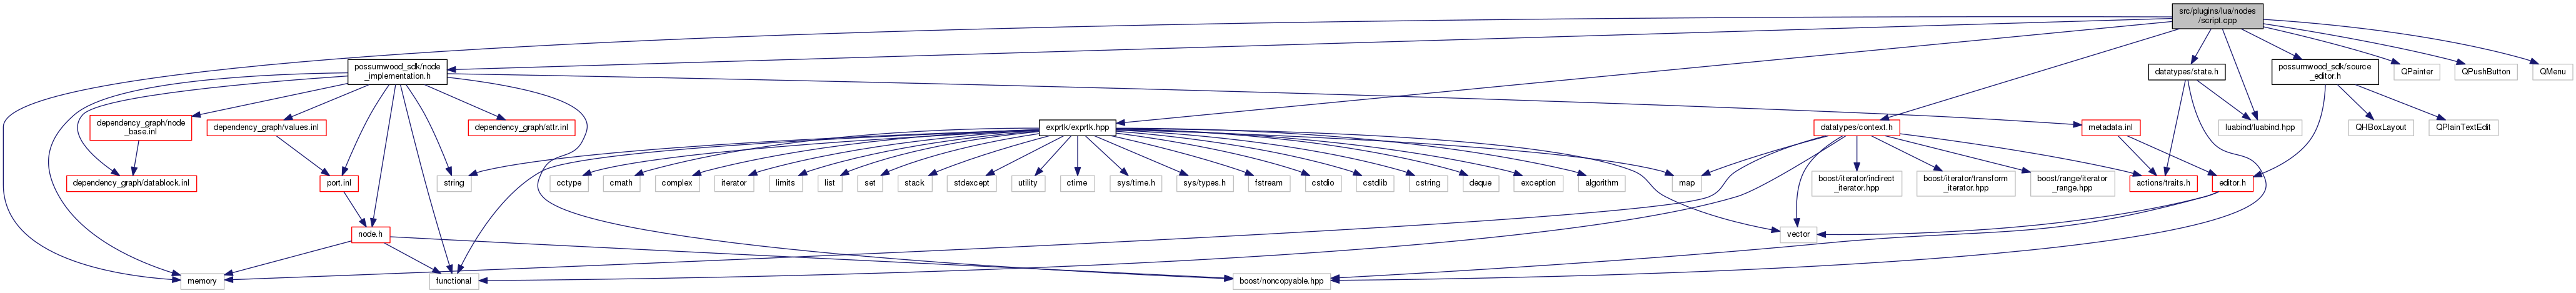 src/plugins/lua/nodes
/script.cpp
possumwood_sdk/node
_implementation.h
datatypes/state.h
possumwood_sdk/source
_editor.h
QPainter
QPushButton
QMenu
dependency_graph/node
_base.inl
dependency_graph/values.inl
dependency_graph/attr.inl
exprtk/exprtk.hpp
datatypes/context.h
metadata.inl
luabind/luabind.hpp
QHBoxLayout
QPlainTextEdit
dependency_graph/datablock.inl
port.inl
string
cctype
cmath
complex
iterator
limits
list
set
stack
stdexcept
utility
ctime
sys/time.h
sys/types.h
fstream
cstdio
cstdlib
cstring
deque
exception
algorithm
map
boost/iterator/indirect
_iterator.hpp
boost/iterator/transform
_iterator.hpp
boost/range/iterator
_range.hpp
actions/traits.h
editor.h
node.h
vector
memory
functional
boost/noncopyable.hpp